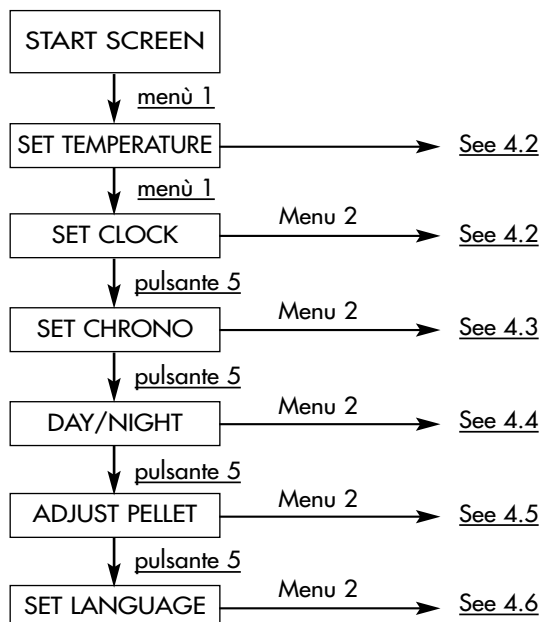 START SCREEN
menù 1
SET TEMPERATURE
See 4.2
menù 1
SET CLOCK
Menu 2
See 4.2
pulsante 5
SET CHRONO
Menu 2
See 4.3
pulsante 5
DAY/NIGHT
Menu 2
See 4.4
pulsante 5
ADJUST PELLET
Menu 2
See 4.5
pulsante 5
SET LANGUAGE
Menu 2
See 4.6